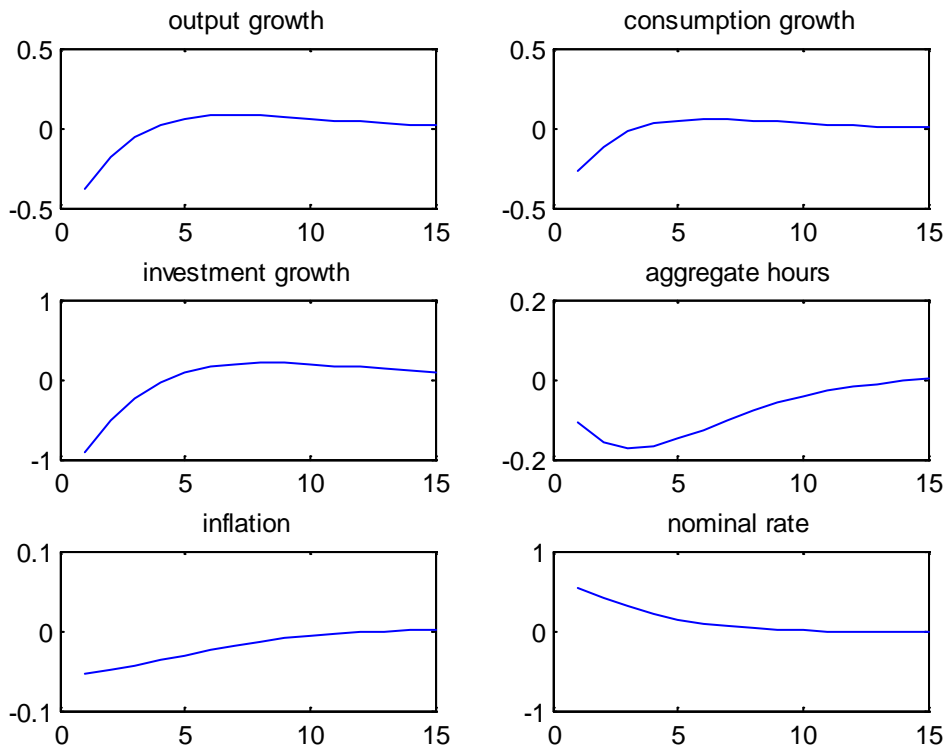 output growth
0.5
0
-0.5
0 5 10 15
consumption growth
0.5
0
-0.5
0 5 10 15
investment growth
1
0
-1
0 5 10 15
aggregate hours
0.2
0
-0.2
0 5 10 15
inflation
0.1
0
-0.1
0 5 10 15
nominal rate
1
0
-1
0 5 10 15